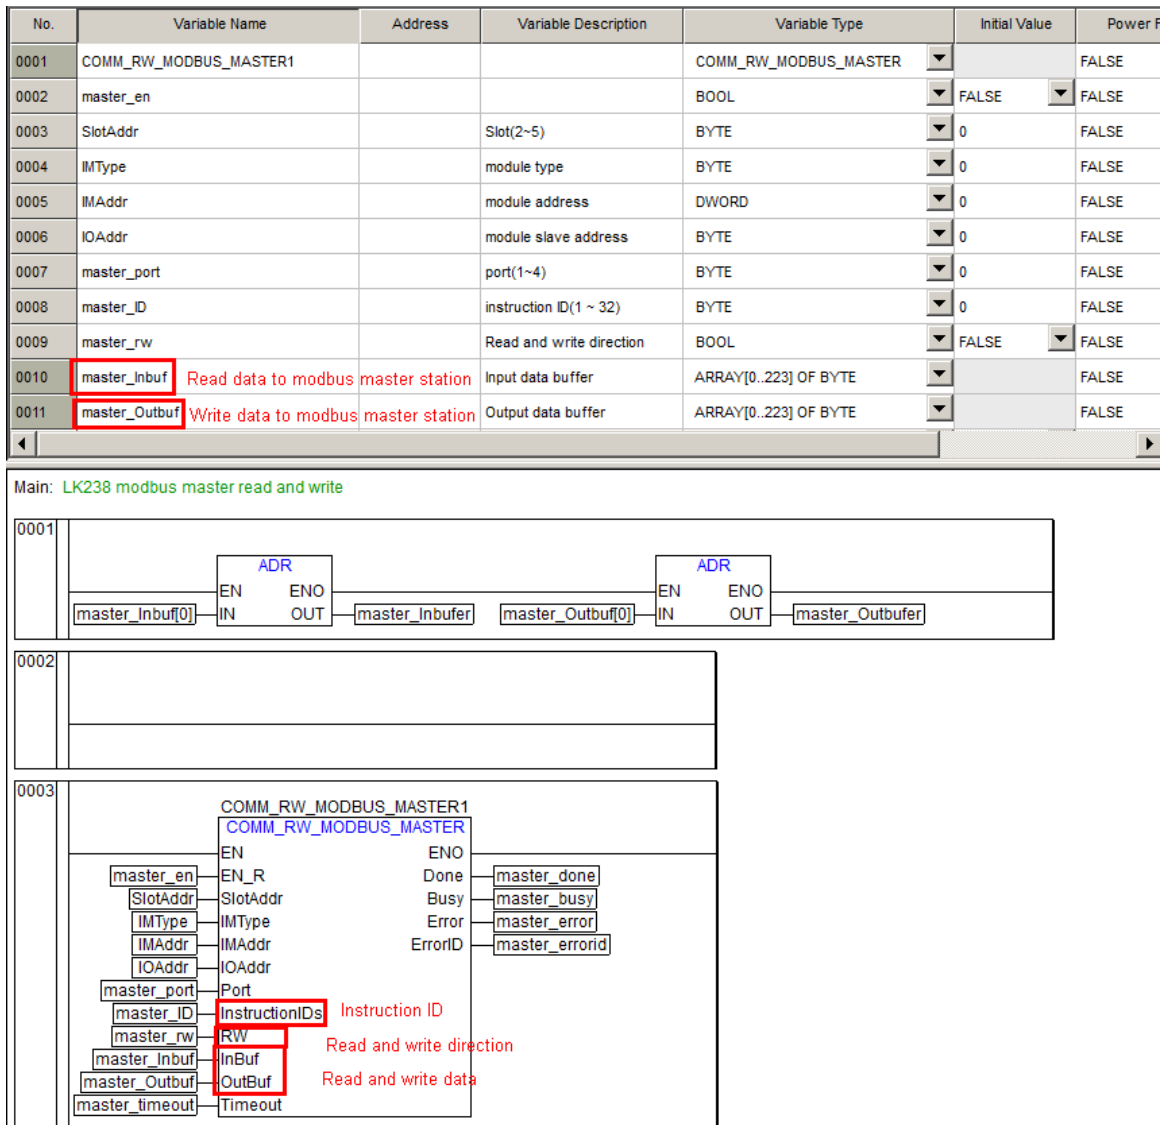 No. Variable Name Address Variable Description Variable Type Initial Value Power F
0001 COMM_RW_MODBUS_MASTER1 COMM_RW_MODBUS_MASTER FALSE
0002 master_en BOOL FALSE FALSE
0003 SlotAddr Slot(2~5) BYTE 0 FALSE
0004 IMType module type BYTE 0 FALSE
0005 IMAddr module address DWORD 0 FALSE
0006 IOAddr module slave address BYTE 0 FALSE
0007 master_port port(1~4) BYTE 0 FALSE
0008 master_ID instruction ID(1 ~ 32) BYTE 0 FALSE
0009 master_rw Read and write direction BOOL FALSE FALSE
0010 master_Inbuf Read data to modbus master station Input data buffer ARRAY[0..223] OF BYTE FALSE
0011 master_Outbuf Write data to modbus master station Output data buffer ARRAY[0..223] OF BYTE FALSE
Main: LK238 modbus master read and write
0001
ADR ADR
EN ENO EN ENO
master_Inbuf[0] IN OUT master_Inbufer master_Outbuf[0] IN OUT master_Outbufer
0002
0003
COMM_RW_MODBUS_MASTER1
COMM_RW_MODBUS_MASTER
EN ENO
master_en EN_R Done master_done
SlotAddr SlotAddr Busy master_busy
IMType IMType Error master_error
IMAddr IMAddr ErrorID master_errorid
IOAddr IOAddr
master_port Port
master_ID InstructionIDs Instruction ID
master_rw RW
Read and write direction
master_Inbuf InBuf
master_Outbuf OutBuf Read and write data
master_timeout Timeout